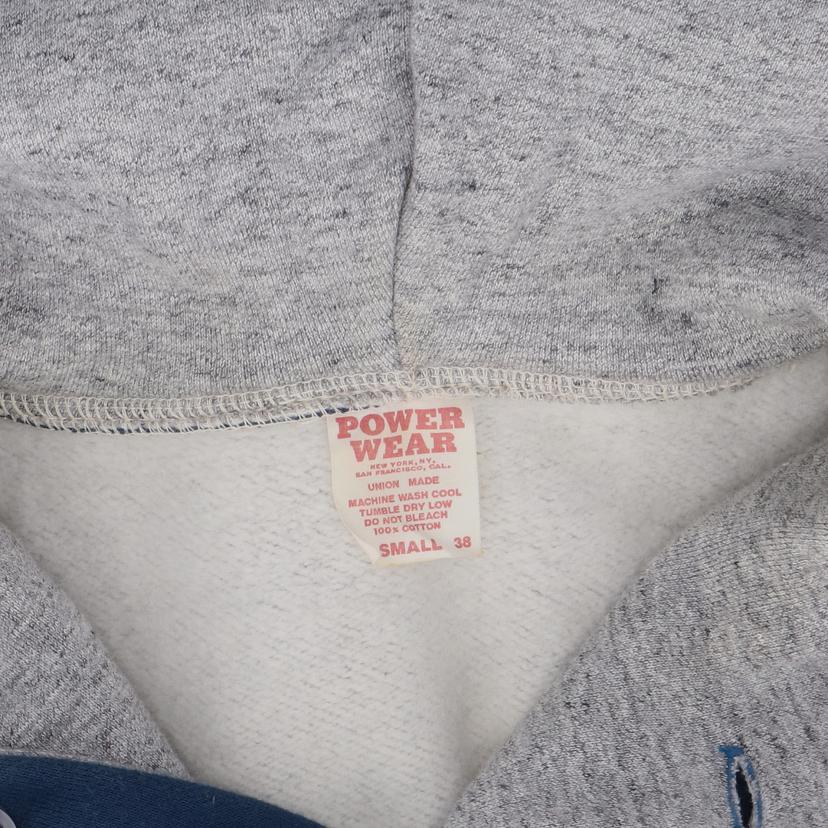 POWER
WEAR
NEW YORK, NY.
SAN FRANCISCO, CAL.
UNION MADE
MACHINE WASH COOL
TUMBLE DRY LOW
DO NOT BLEACH
100% COTTON
SMALL 38